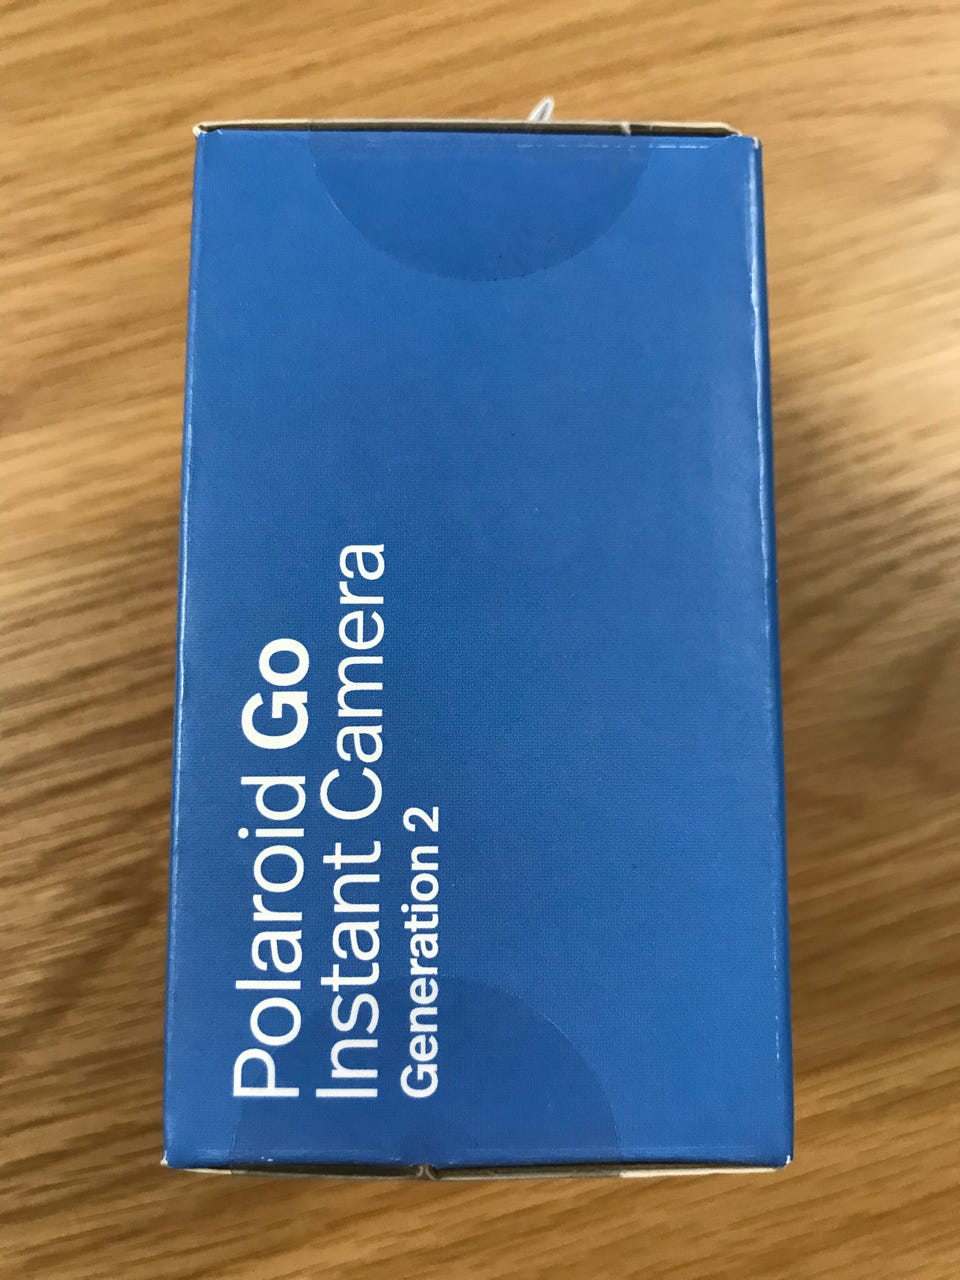 Polaroid Go
Instant Camera
Generation 2